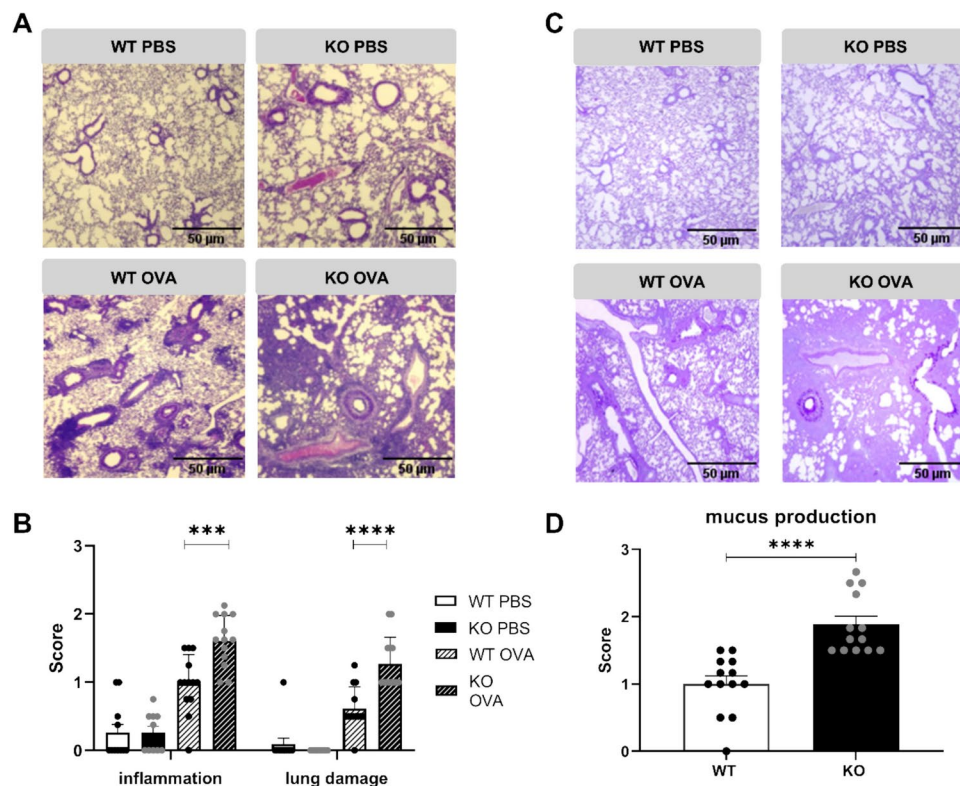 A
WT PBS
KO PBS
50 µm
50 µm
WT OVA
KO OVA
50 µm
50 µm
C
WT PBS
KO PBS
50 µm
50 µm
WT OVA
KO OVA
50 µm
50 µm
B
***
****
3
2
1
0
Score
inflammation
lung damage
WT PBS
KO PBS
WT OVA
KO
OVA
D
mucus production
****
3
2
1
0
Score
WT
KO